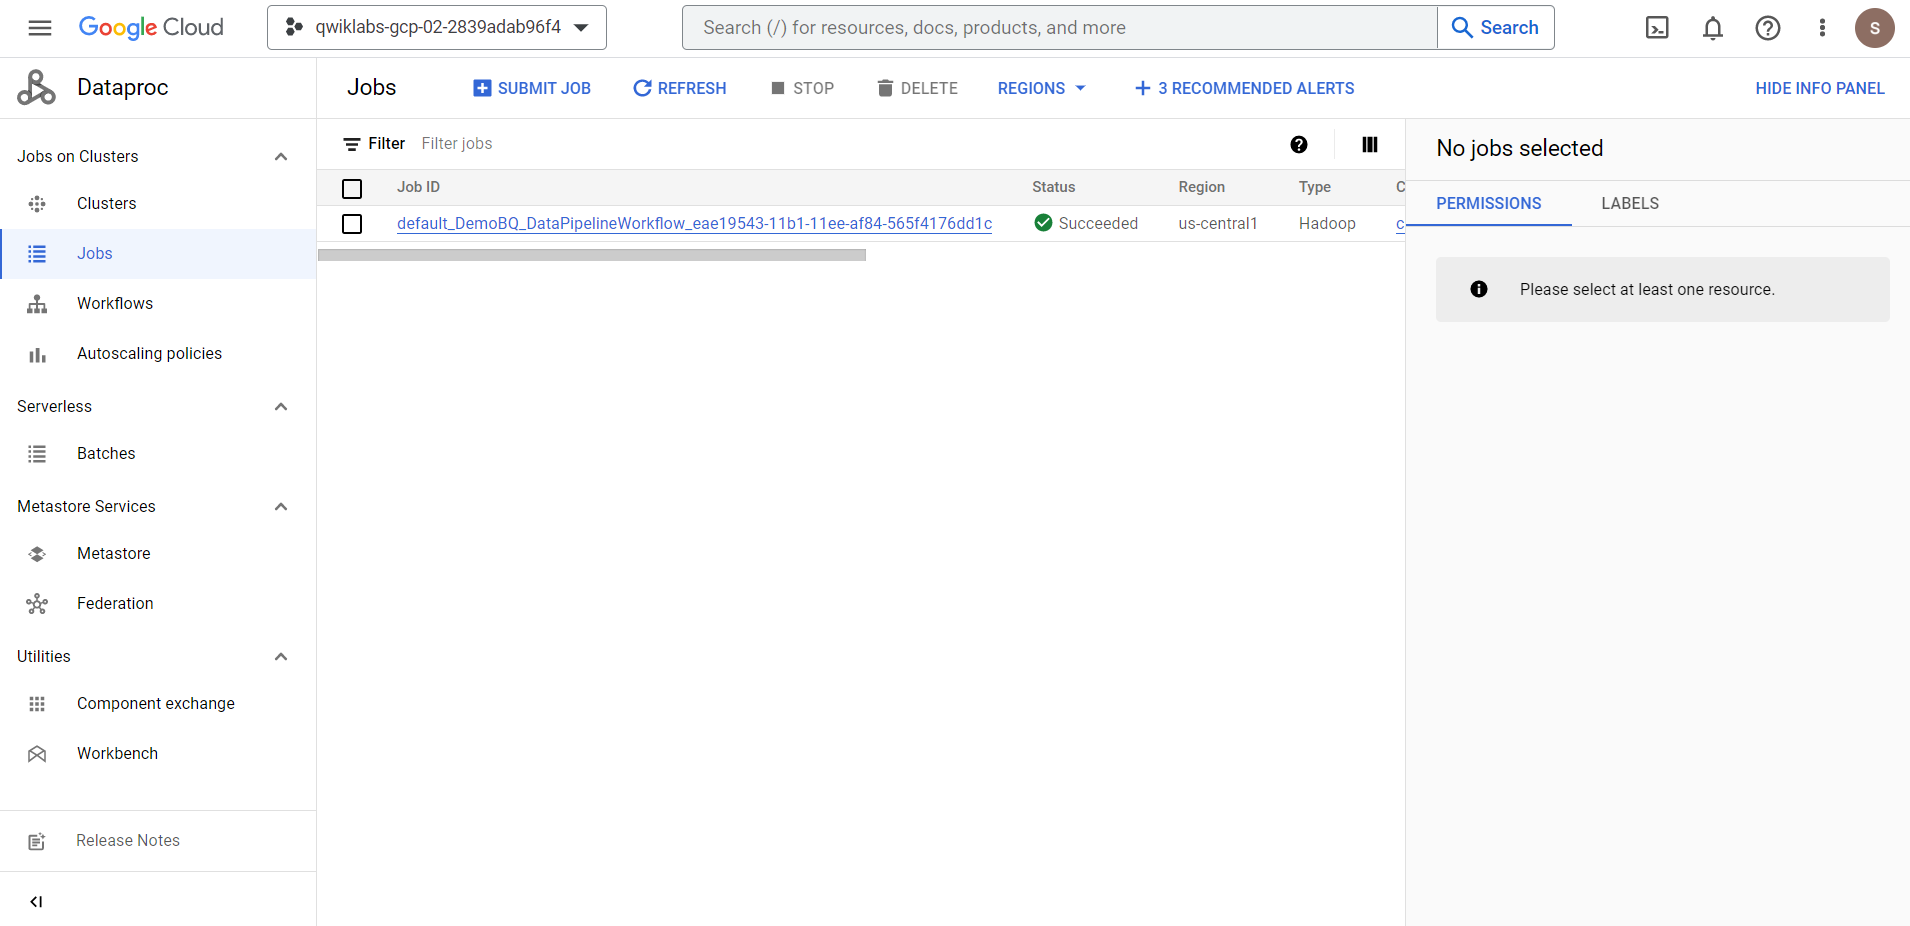 Google Cloud
qwiklabs-gcp-02-2839adab96f4
Search (/) for resources, docs, products, and more
Search
S
Dataproc
Jobs
SUBMIT JOB
REFRESH
STOP
DELETE
REGIONS
3 RECOMMENDED ALERTS
HIDE INFO PANEL
Jobs on Clusters
Clusters
Jobs
Workflows
Autoscaling policies
Serverless
Batches
Metastore Services
Metastore
Federation
Utilities
Component exchange
Workbench
Release Notes
Filter Filter jobs
Job ID Status Region Type C
default_DemoBQ_DataPipelineWorkflow_eae19543-11b1-11ee-af84-565f4176dd1c Succeeded us-central1 Hadoop c
No jobs selected
PERMISSIONS LABELS
Please select at least one resource.